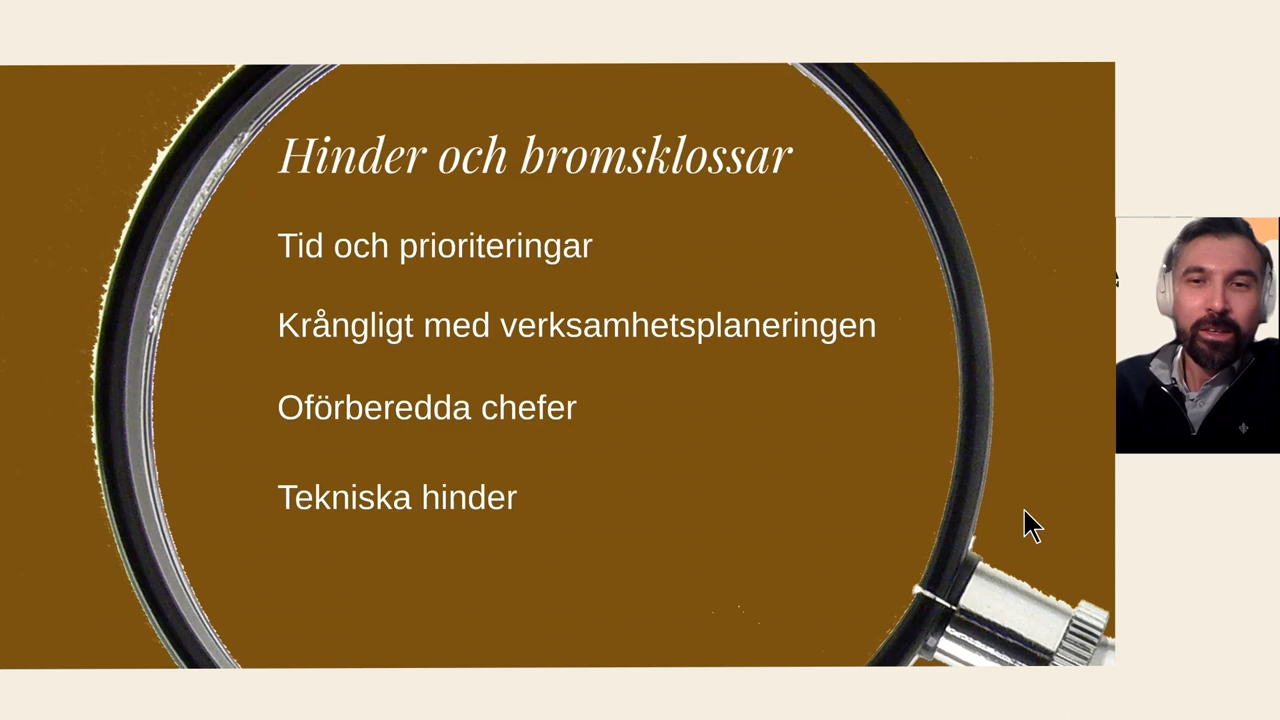 Hinder och bromsklossar
Tid och prioriteringar
Krångligt med verksamhetsplaneringen
Oförberedda chefer
Tekniska hinder